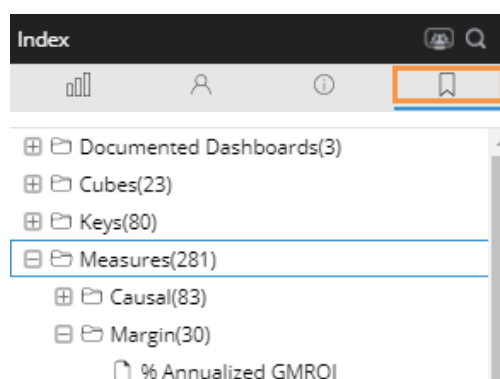 Index
Documented Dashboards(3)
Cubes(23)
Keys(80)
Measures(281)
Causal(83)
Margin(30)
% Annualized GMROI